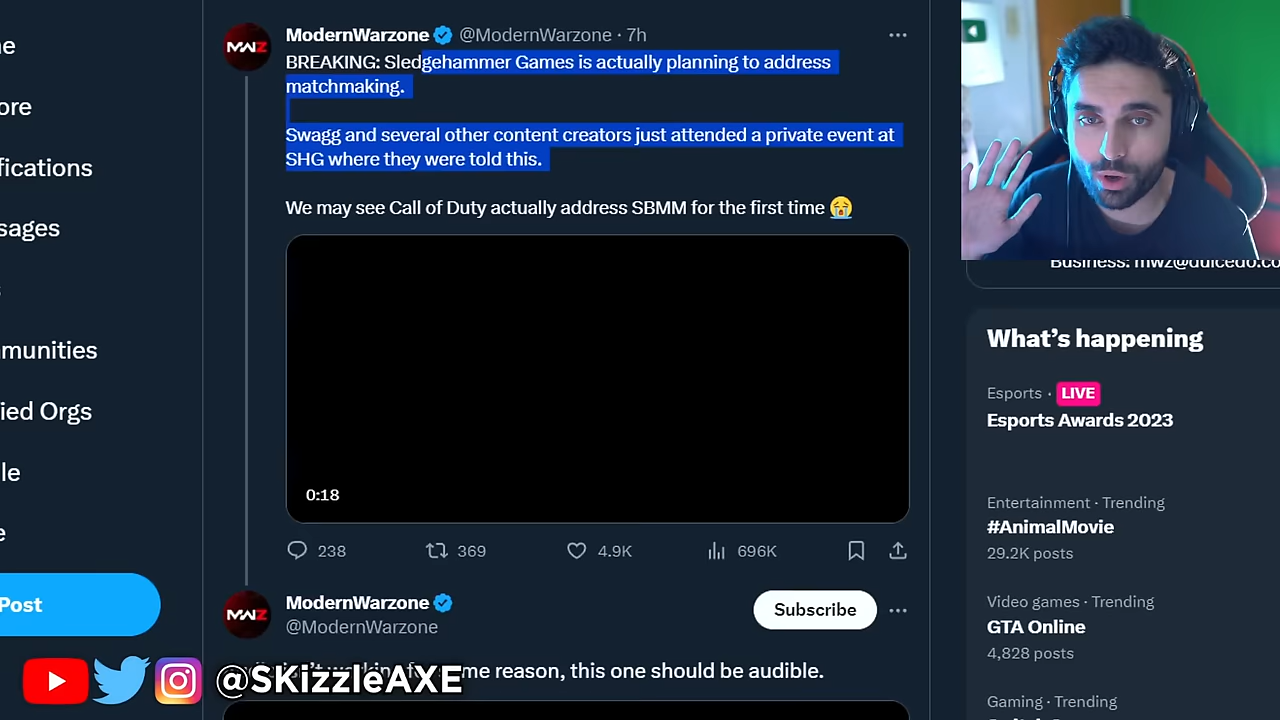 e
ore
fications
sages
s
munities
ied Orgs
le
e
Post
MWZ
ModernWarzone @ModernWarzone · 7h
BREAKING: Sledgehammer Games is actually planning to address
matchmaking.
Swagg and several other content creators just attended a private event at
SHG where they were told this.
We may see Call of Duty actually address SBMM for the first time 😭
0:18
238
369
4.9K
696K
MWZ
ModernWarzone
@ModernWarzone
Subscribe
me reason, this one should be audible.
@SKizzleAXE
Business: mwz@dulcedo.co
What's happening
Esports · LIVE
Esports Awards 2023
Entertainment · Trending
#AnimalMovie
29.2K posts
Video games · Trending
GTA Online
4,828 posts
Gaming · Trending